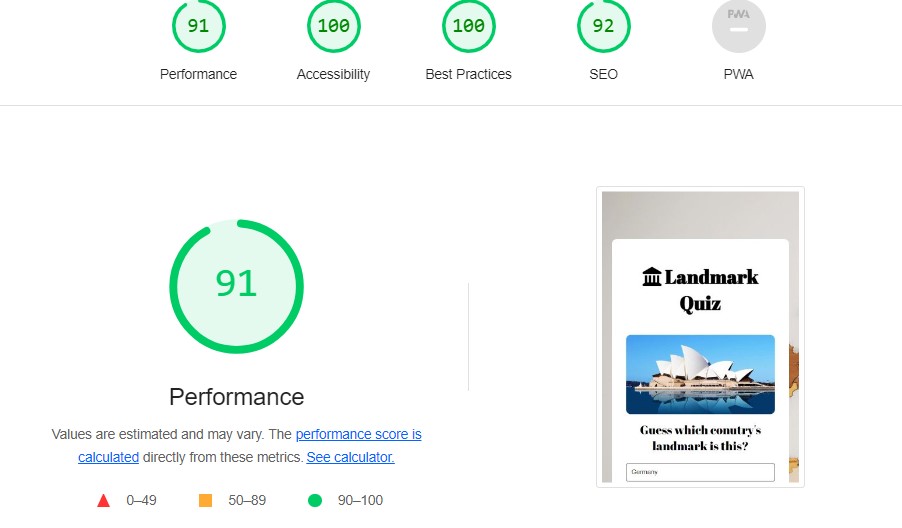 91 100 100 92 PWA
Performance Accessibility Best Practices SEO PWA
91
Performance
Values are estimated and may vary. The performance score is
calculated directly from these metrics. See calculator.
0–49 50–89 90–100
Landmark
Quiz
Guess which conutry's
landmark is this?
Germany